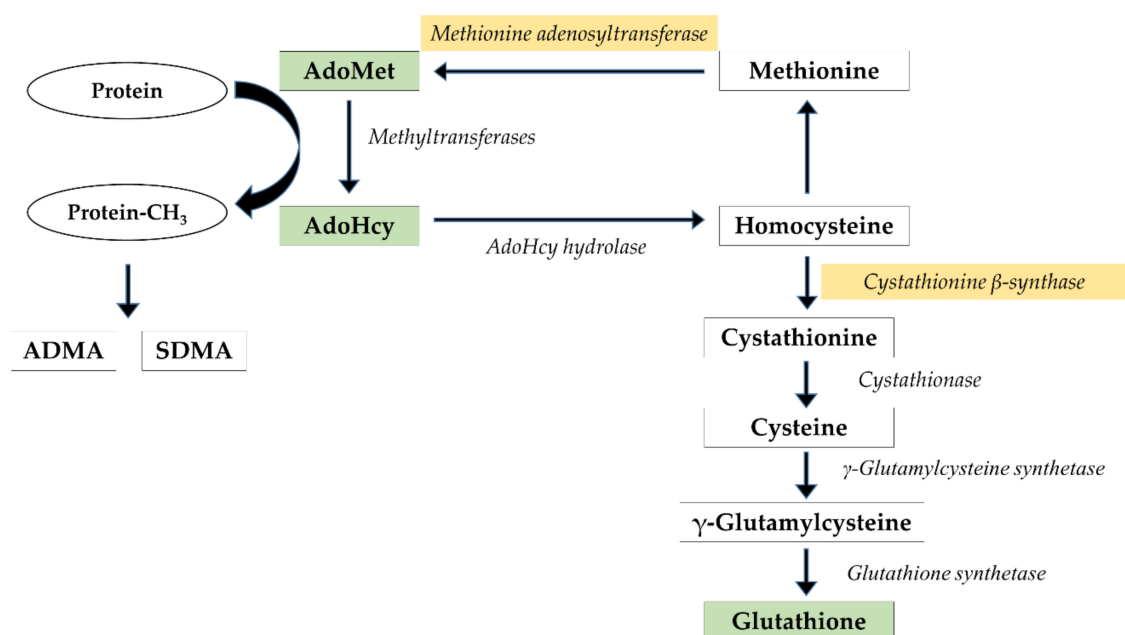 Methionine adenosyltransferase
AdoMet
Methionine
Protein
Methyltransferases
Protein-CH₃
AdoHcy
Homocysteine
AdoHcy hydrolase
Cystathionine β-synthase
ADMA
SDMA
Cystathionine
Cystathionase
Cysteine
γ-Glutamylcysteine synthetase
γ-Glutamylcysteine
Glutathione synthetase
Glutathione